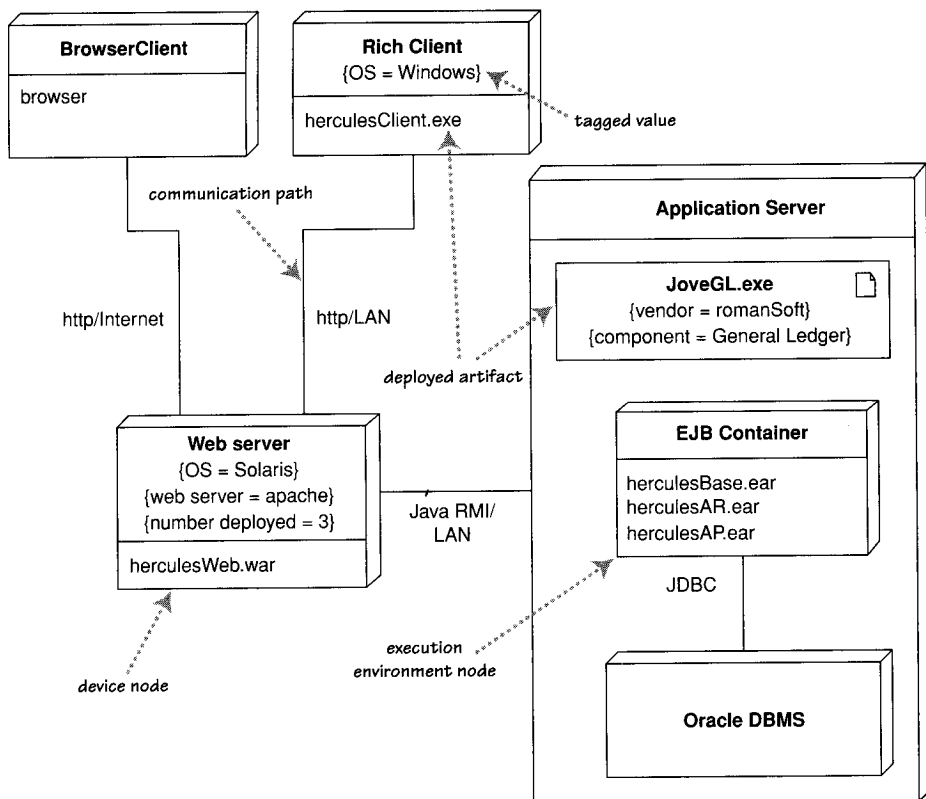 BrowserClient
browser
Rich Client
{OS = Windows}
herculesClient.exe
tagged value
communication path
http/Internet
http/LAN
deployed artifact
Application Server
JoveGL.exe
{vendor = romanSoft}
{component = General Ledger}
Web server
{OS = Solaris}
{web server = apache}
{number deployed = 3}
herculesWeb.war
Java RMI/
LAN
EJB Container
herculesBase.ear
herculesAR.ear
herculesAP.ear
JDBC
device node
execution
environment node
Oracle DBMS